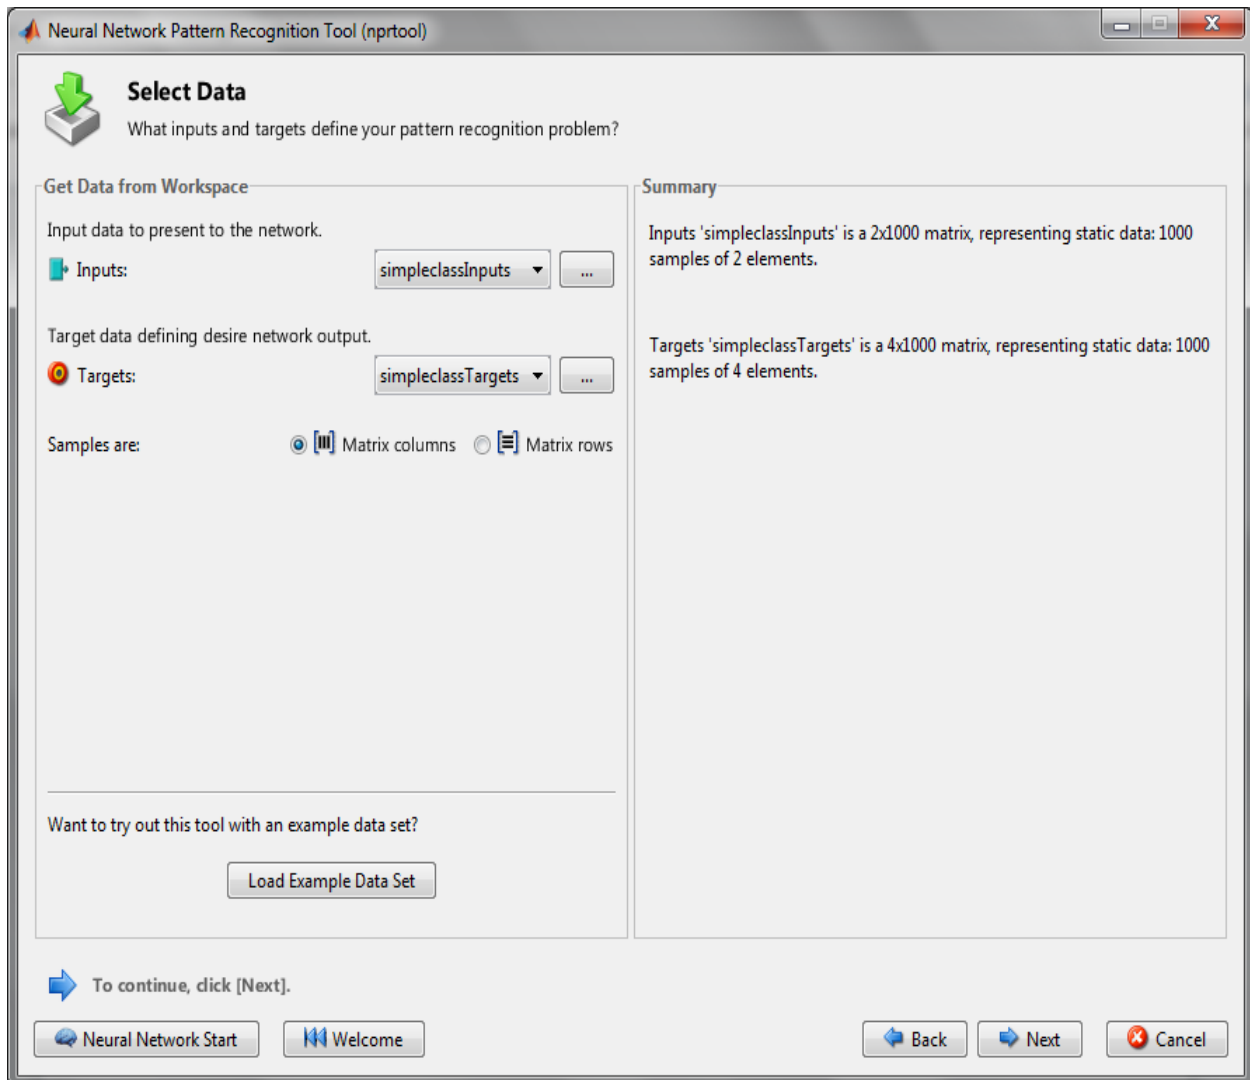 Neural Network Pattern Recognition Tool (nprtool)
Select Data
What inputs and targets define your pattern recognition problem?
Get Data from Workspace
Input data to present to the network.
Inputs: simpleclassInputs ...
Target data defining desire network output.
Targets: simpleclassTargets ...
Samples are: Matrix columns Matrix rows
Want to try out this tool with an example data set?
Load Example Data Set
Summary
Inputs 'simpleclassInputs' is a 2x1000 matrix, representing static data: 1000
samples of 2 elements.
Targets 'simpleclassTargets' is a 4x1000 matrix, representing static data: 1000
samples of 4 elements.
To continue, click [Next].
Neural Network Start Welcome Back Next Cancel